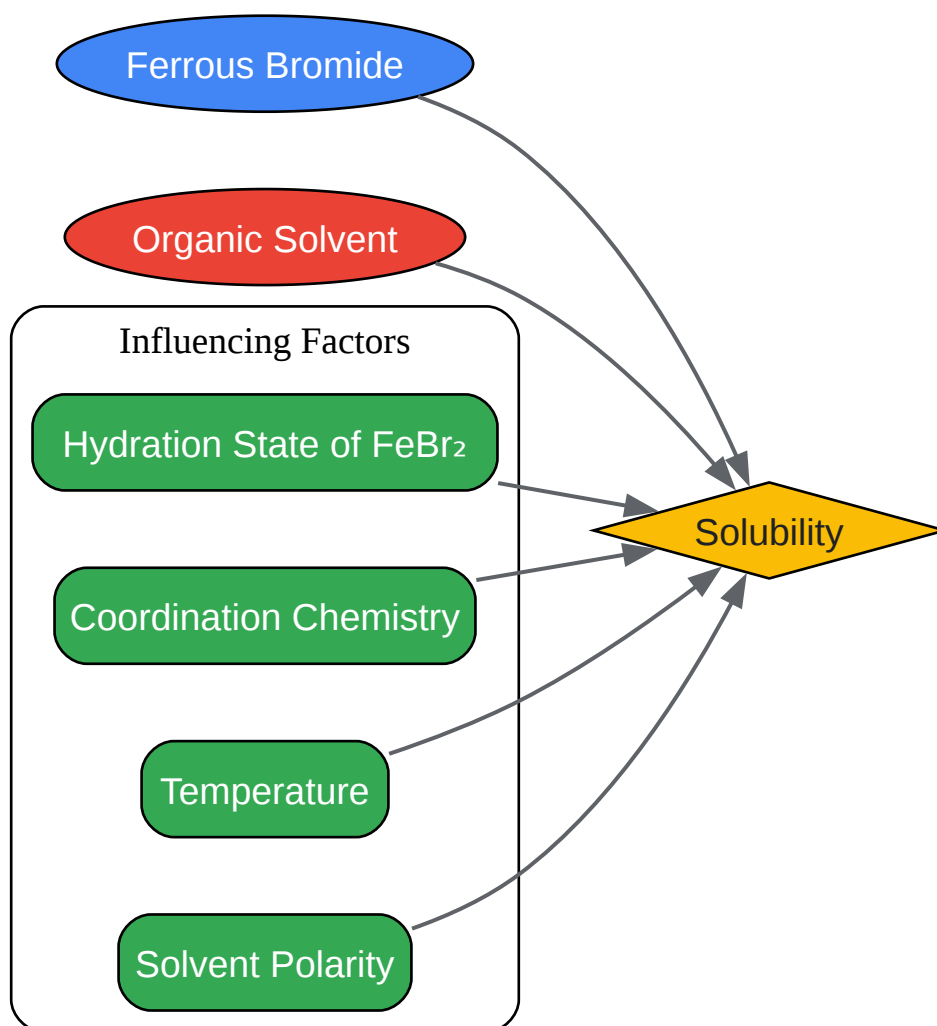 Ferrous Bromide
Organic Solvent
Influencing Factors
Hydration State of FeBr₂
Coordination Chemistry
Temperature
Solvent Polarity
Solubility